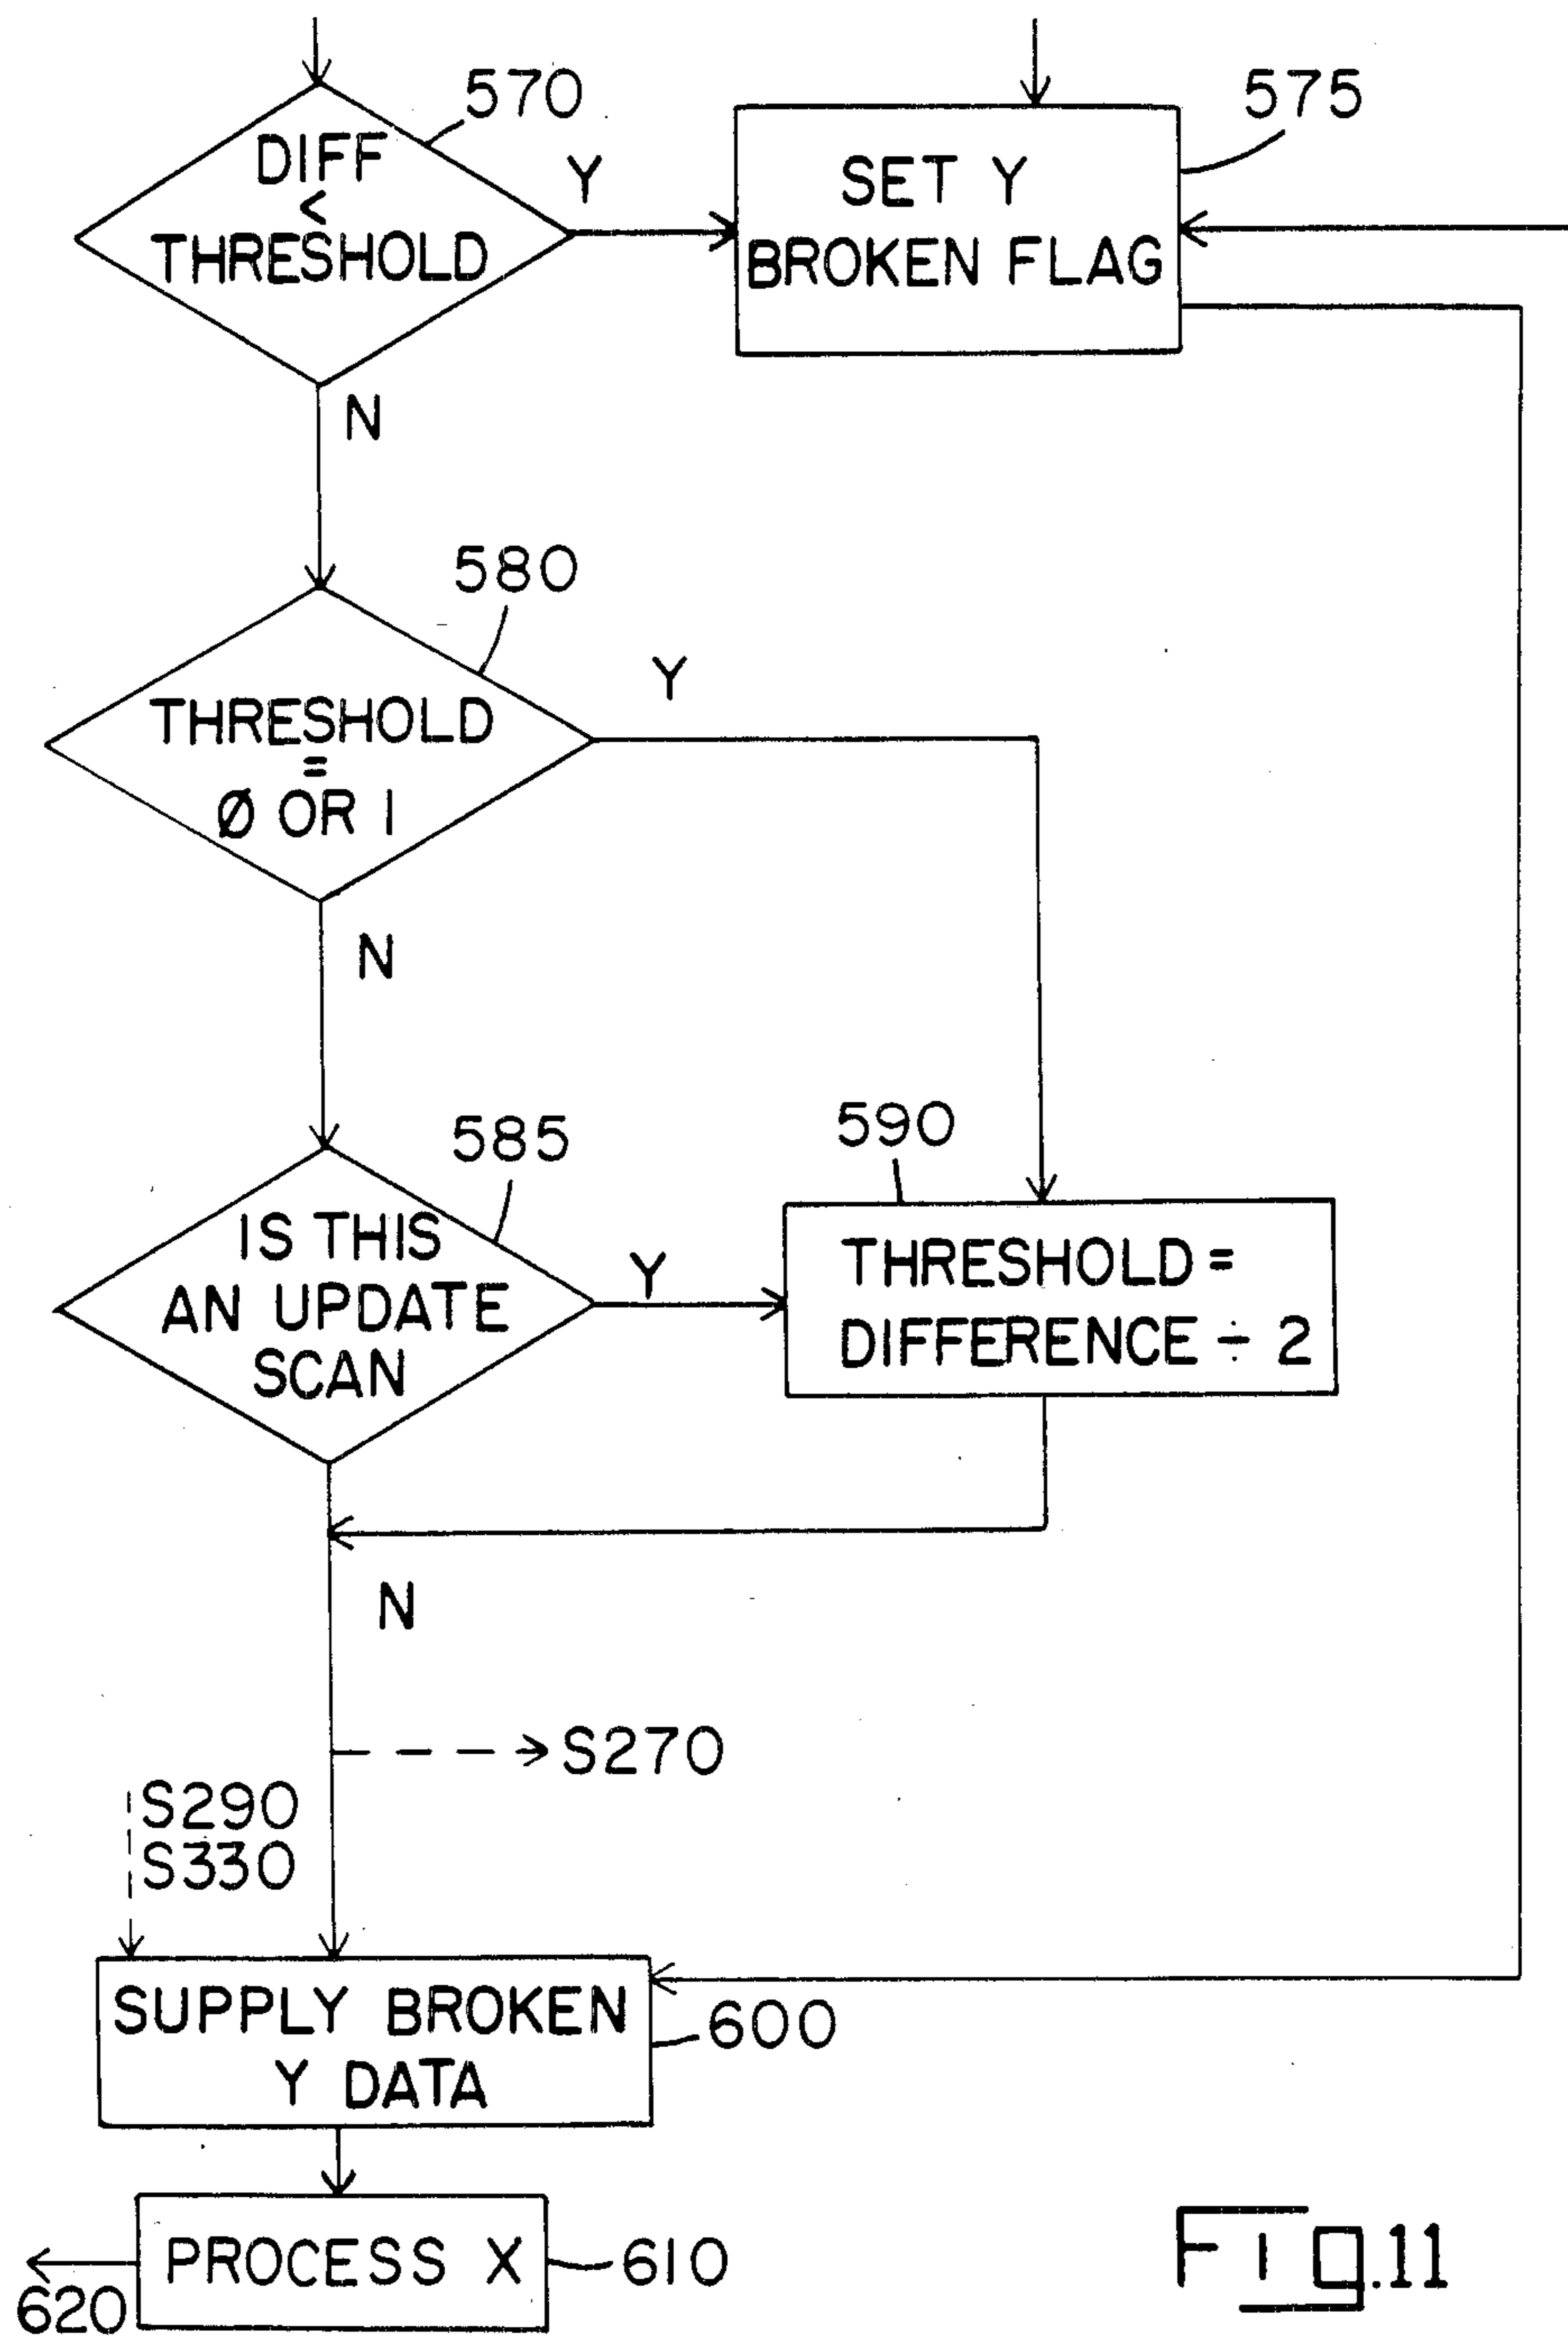 570
DIFF
<
THRESHOLD
Y
575
SET Y
BROKEN FLAG
N
580
THRESHOLD
=
Ø OR 1
Y
N
585
IS THIS
AN UPDATE
SCAN
Y
590
THRESHOLD =
DIFFERENCE ÷ 2
N
S270
S290
S330
SUPPLY BROKEN
Y DATA
600
PROCESS X
610
620
Fig.11